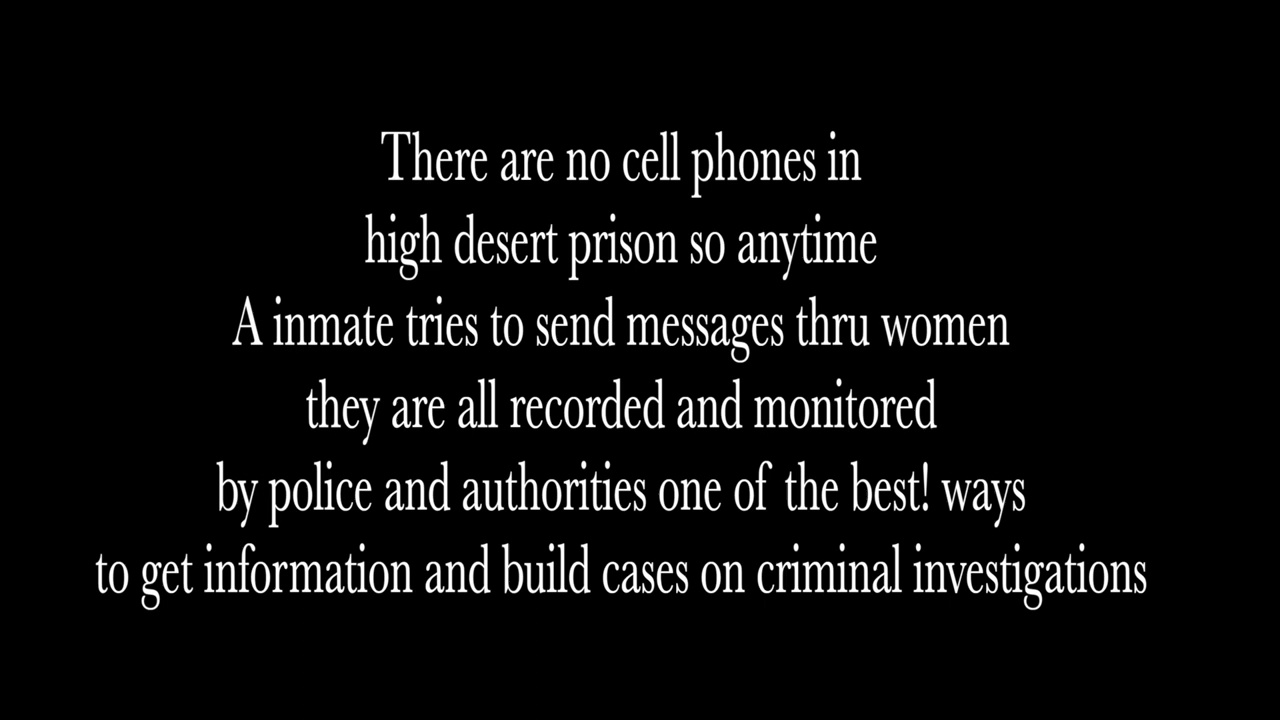 There are no cell phones in
high desert prison so anytime
A inmate tries to send messages thru women
they are all recorded and monitored
by police and authorities one of the best! ways
to get information and build cases on criminal investigations